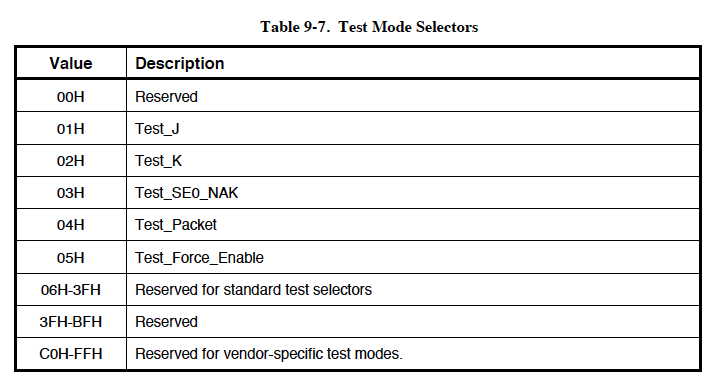 Table 9-7. Test Mode Selectors
Value Description
00H Reserved
01H Test_J
02H Test_K
03H Test_SE0_NAK
04H Test_Packet
05H Test_Force_Enable
06H-3FH Reserved for standard test selectors
3FH-BFH Reserved
C0H-FFH Reserved for vendor-specific test modes.